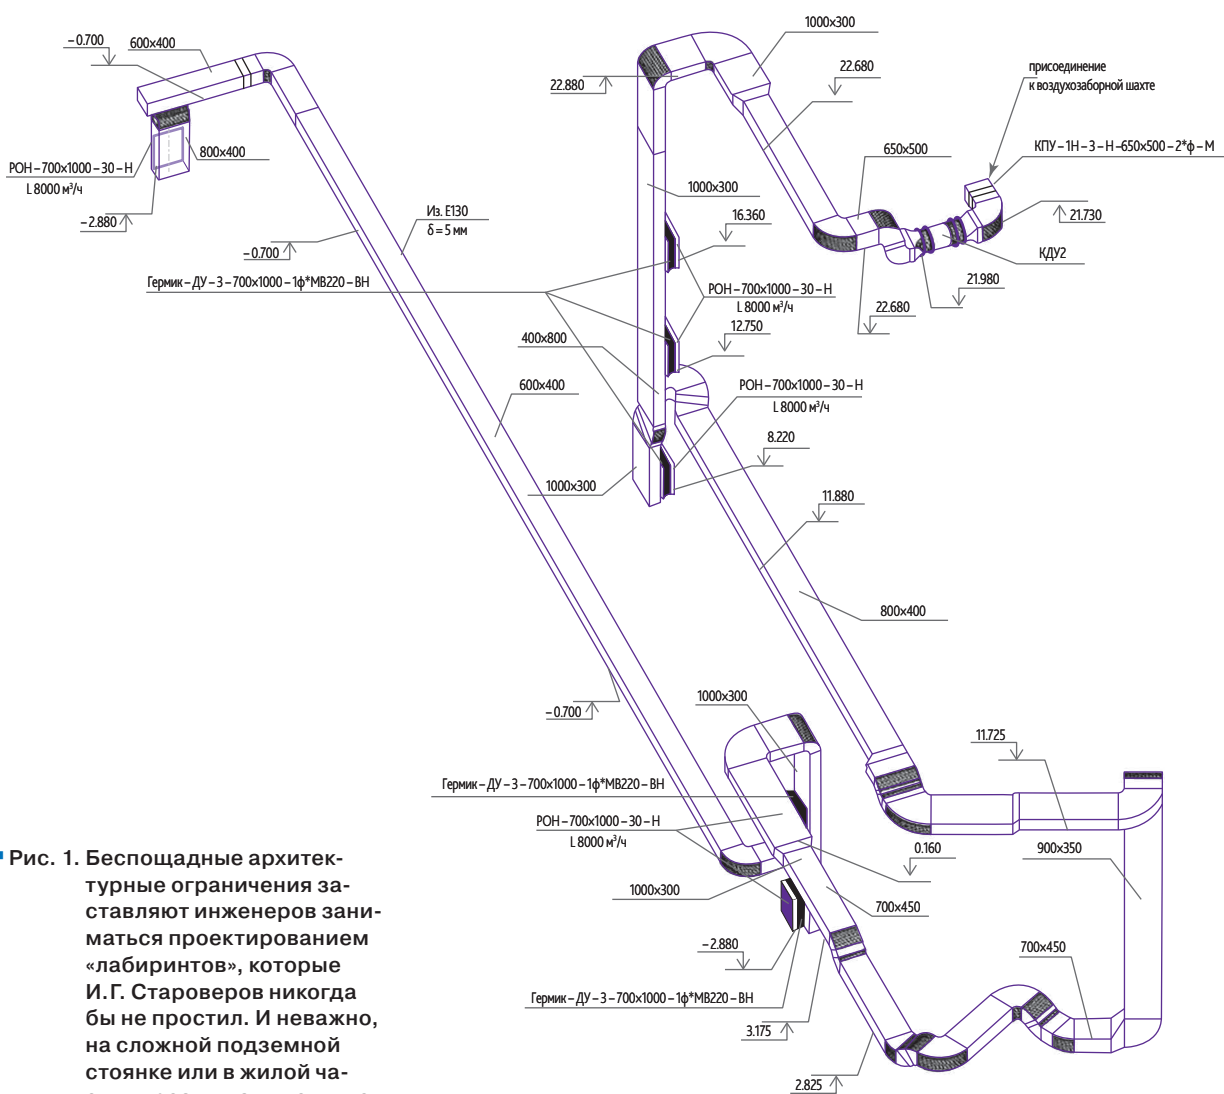 1000×300
−0.700
600×400
22.680
присоединение
к воздухозаборной шахте
22.880
КПУ – 1Н – 3 – Н –650×500 – 2*ф – М
650×500
800×400
РОН – 700×1000 – 30 – Н
L 8000 м³/ч
1000×300
Из. Е130
δ = 5 мм
16.360
21.730
−2.880
−0.700
КДУ2
Гермик – ДУ – 3 – 700×1000 – 1ф*МВ220 – ВН
21.980
РОН – 700×1000 – 30 – Н
L 8000 м³/ч
22.680
12.750
400×800
600×400
РОН – 700×1000 – 30 – Н
L 8000 м³/ч
8.220
1000×300
11.880
800×400
1000×300
−0.700
11.725
Гермик – ДУ – 3 – 700×1000 – 1ф*МВ220 – ВН
РОН – 700×1000 – 30 – Н
L 8000 м³/ч
0.160
900×350
1000×300
700×450
−2.880
700×450
Гермик – ДУ – 3 – 700×1000 – 1ф*МВ220 – ВН
3.175
2.825
Рис. 1. Беспощадные архитек-
турные ограничения за-
ставляют инженеров зани-
маться проектированием
«лабиринтов», которые
И.Г. Староверов никогда
бы не простил. И неважно,
на сложной подземной
стоянке или в жилой ча-